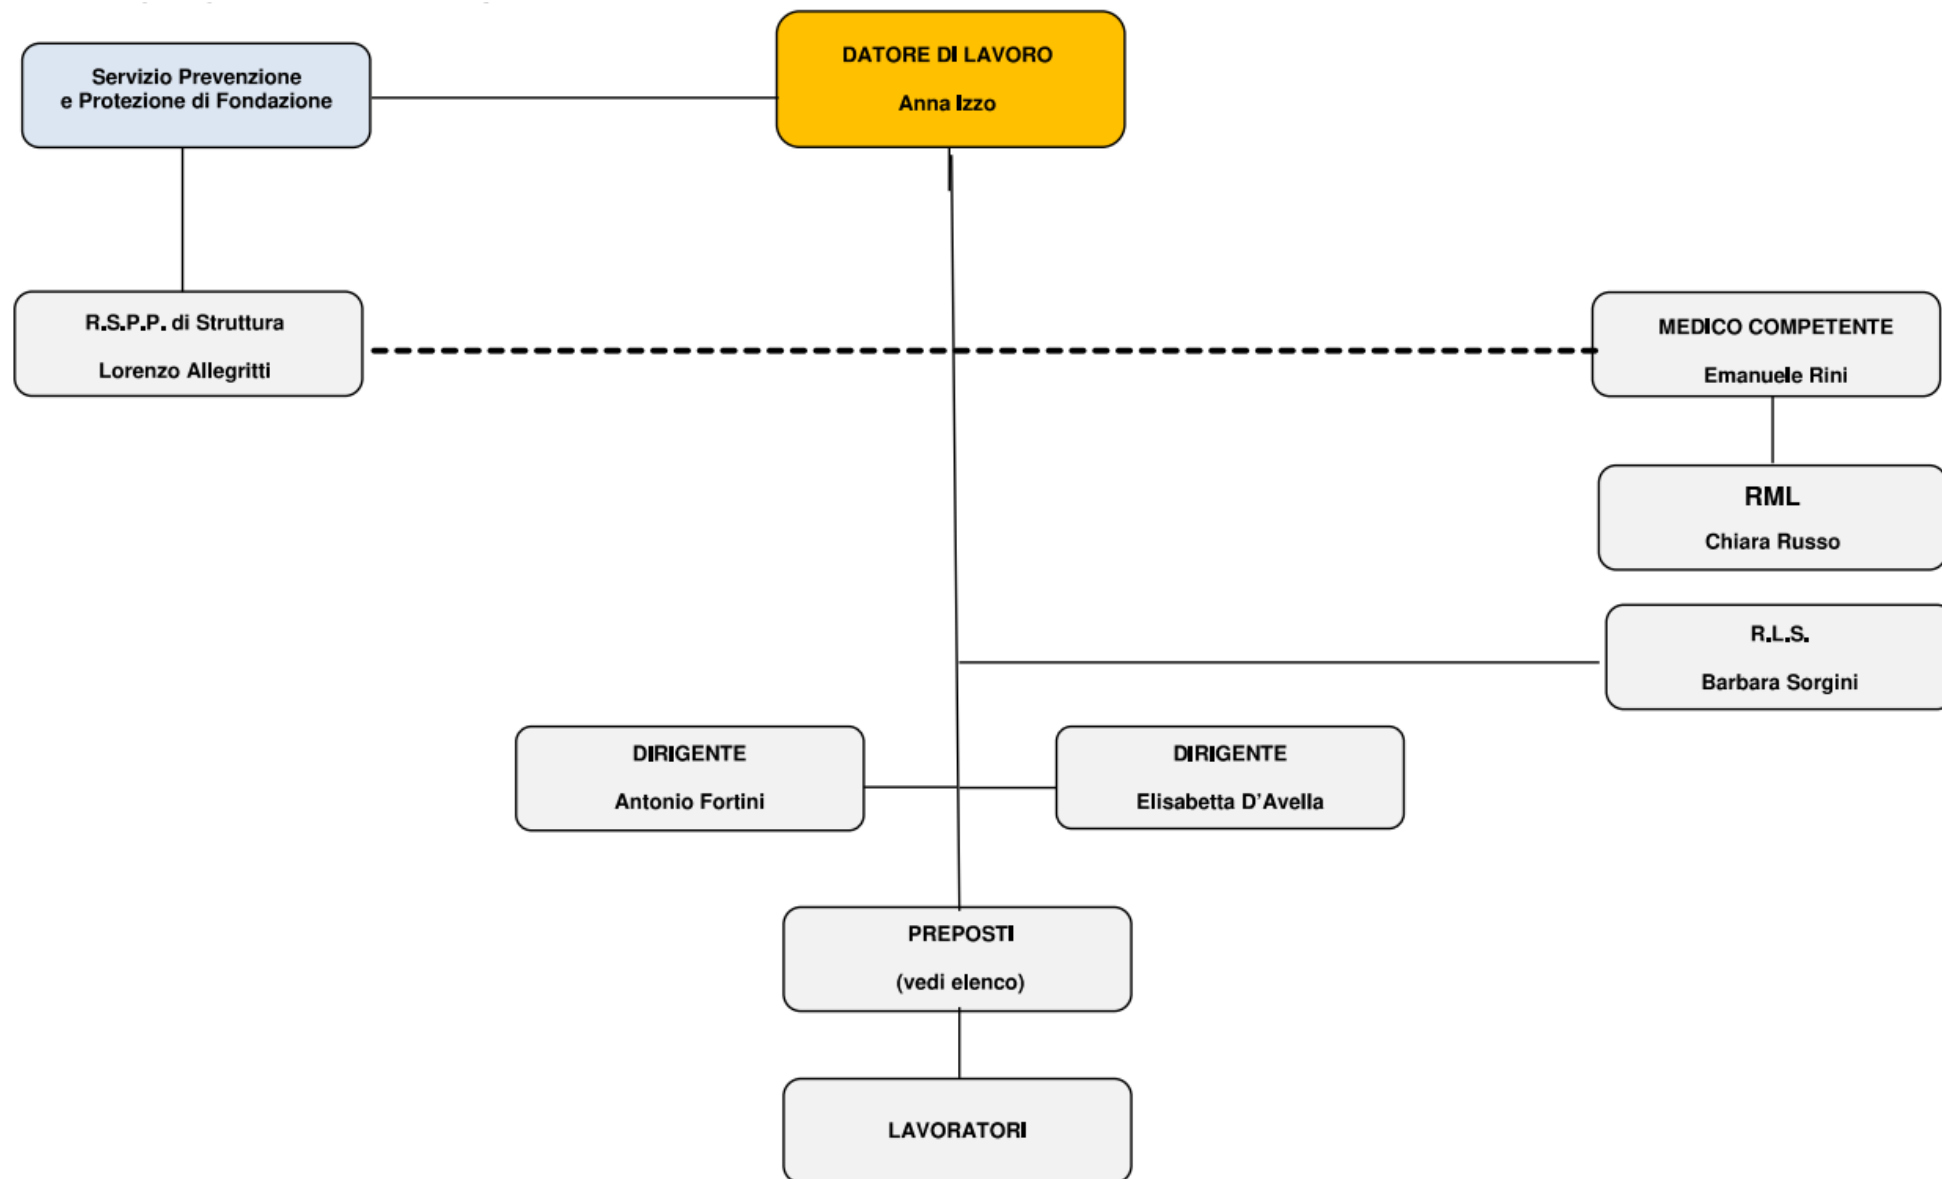 Servizio Prevenzione
e Protezione di Fondazione
DATORE DI LAVORO
Anna Izzo
R.S.P.P. di Struttura
Lorenzo Allegritti
MEDICO COMPETENTE
Emanuele Rini
RML
Chiara Russo
R.L.S.
Barbara Sorgini
DIRIGENTE
Antonio Fortini
DIRIGENTE
Elisabetta D’Avella
PREPOSTI
(vedi elenco)
LAVORATORI